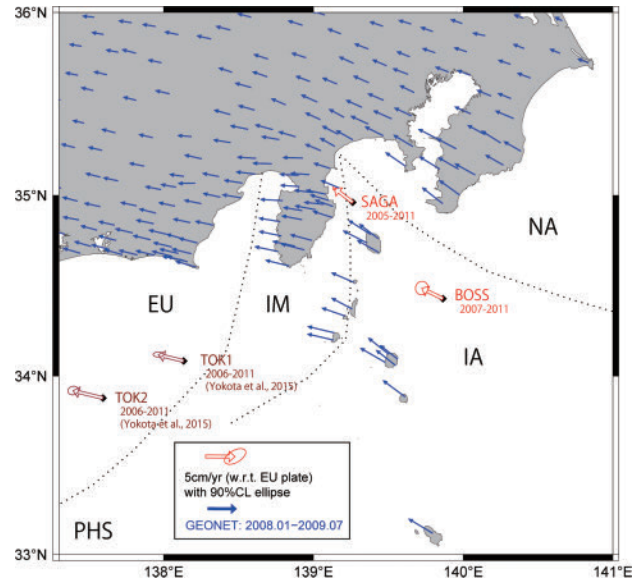 36°N
35°N
34°N
33°N
138°E
139°E
140°E
141°E
SAGA
2005-2011
NA
EU
IM
BOSS
2007-2011
IA
TOK1
2006-2011
(Yokota et al., 2015)
TOK2
2006-2011
(Yokota et al., 2015)
5cm/yr (w.r.t. EU plate)
with 90%CL ellipse
GEONET: 2008.01−2009.07
PHS